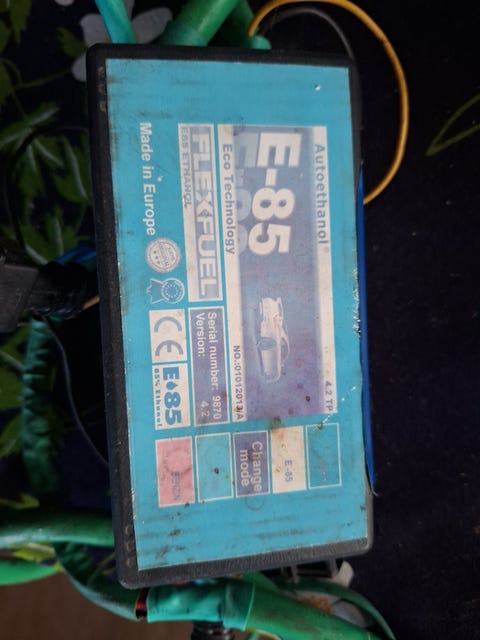 Autoethanol®
4.2 TP
E-85
Eco Technology
NO.:01012013/A
FLEXFUEL
E85 ETHANOL
Serial number: 9870
Version: 4.2
Made in Europe
CE
E85
85% Ethanol
E-85
Change
mode